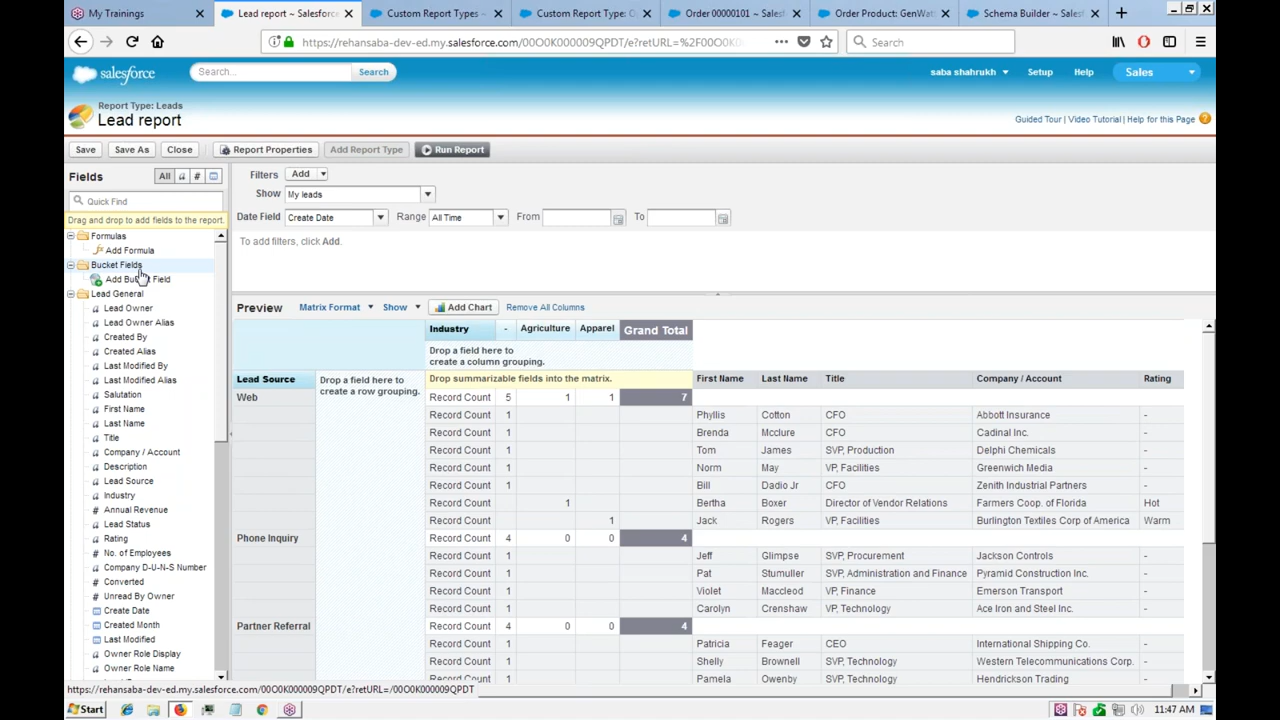 My Trainings
Lead report ~ Salesforce
Custom Report Types ~
Custom Report Type:
Order 00000101 ~ Sales
Order Product: GenWatt
Schema Builder ~ Sales
https://rehansaba-dev-ed.my.salesforce.com/00O0K000009QPDT/e?retURL=%2F00O0K000
Search
salesforce
Search...
Search
saba shahrukh
Setup
Help
Sales
Report Type: Leads
Lead report
Guided Tour | Video Tutorial | Help for this Page
Save
Save As
Close
Report Properties
Add Report Type
Run Report
Fields
All
a
#
Quick Find
Drag and drop to add fields to the report.
Formulas
fx Add Formula
Bucket Fields
Add Bucket Field
Lead General
a Lead Owner
a Lead Owner Alias
a Created By
a Created Alias
a Last Modified By
a Last Modified Alias
a Salutation
a First Name
a Last Name
a Title
a Company / Account
a Description
a Lead Source
a Industry
# Annual Revenue
a Lead Status
a Rating
# No. of Employees
a Company D-U-N-S Number
# Converted
# Unread By Owner
Create Date
Created Month
Last Modified
a Owner Role Display
a Owner Role Name
Filters
Add
Show
My leads
Date Field
Create Date
Range
All Time
From
To
To add filters, click Add.
Preview
Matrix Format
Show
Add Chart
Remove All Columns
Industry - Agriculture Apparel Grand Total
Drop a field here to
create a column grouping.
Lead Source
Drop a field here to
create a row grouping.
Drop summarizable fields into the matrix.
First Name Last Name Title Company / Account Rating
Web Record Count 5 1 1 7
Record Count 1 Phyllis Cotton CFO Abbott Insurance -
Record Count 1 Brenda Mcclure CFO Cadinal Inc. -
Record Count 1 Tom James SVP, Production Delphi Chemicals -
Record Count 1 Norm May VP, Facilities Greenwich Media -
Record Count 1 Bill Dadio Jr CFO Zenith Industrial Partners -
Record Count 1 Bertha Boxer Director of Vendor Relations Farmers Coop. of Florida Hot
Record Count 1 Jack Rogers VP, Facilities Burlington Textiles Corp of America Warm
Phone Inquiry Record Count 4 0 0 4
Record Count 1 Jeff Glimpse SVP, Procurement Jackson Controls -
Record Count 1 Pat Stumuller SVP, Administration and Finance Pyramid Construction Inc. -
Record Count 1 Violet Maccleod VP, Finance Emerson Transport -
Record Count 1 Carolyn Crenshaw VP, Technology Ace Iron and Steel Inc. -
Partner Referral Record Count 4 0 0 4
Record Count 1 Patricia Feager CEO International Shipping Co. -
Record Count 1 Shelly Brownell SVP, Technology Western Telecommunications Corp. -
Record Count 1 Pamela Owenby SVP, Technology Hendrickson Trading -
https://rehansaba-dev-ed.my.salesforce.com/00O0K000009QPDT/e?retURL=/00O0K000009QPDT
Start
11:47 AM